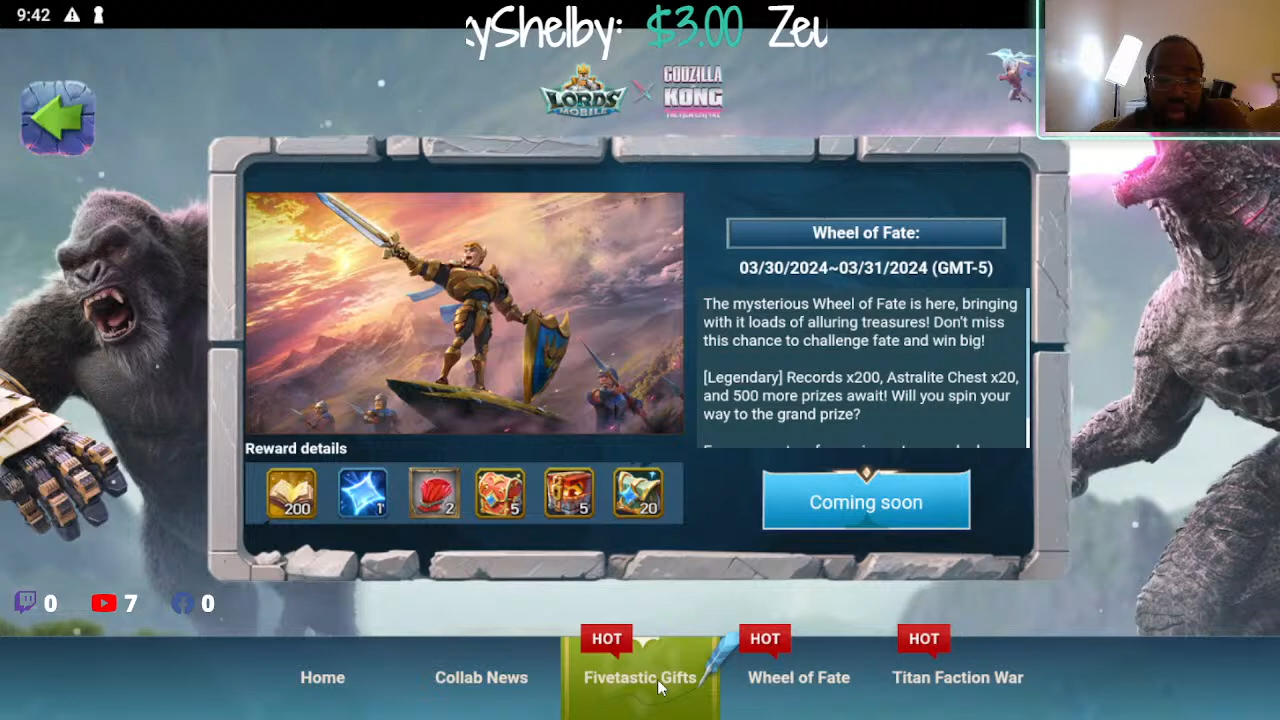 9:42
yShelby: $3.00 Zeu
LORDS MOBILE X GODZILLA KONG
Wheel of Fate:
03/30/2024~03/31/2024 (GMT-5)
The mysterious Wheel of Fate is here, bringing
with it loads of alluring treasures! Don't miss
this chance to challenge fate and win big!
[Legendary] Records x200, Astralite Chest x20,
and 500 more prizes await! Will you spin your
way to the grand prize?
Reward details
200 1 2 5 5 20
Coming soon
0 7 0
HOT HOT HOT
Home Collab News Fivetastic Gifts Wheel of Fate Titan Faction War